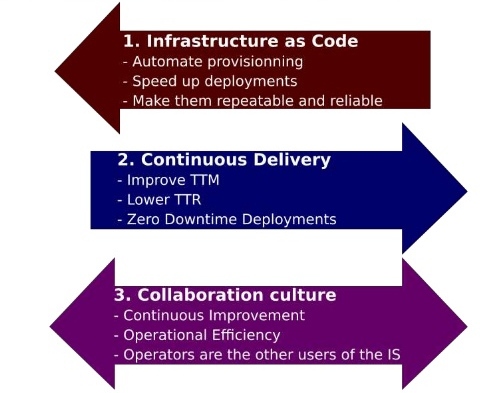 1. Infrastructure as Code
- Automate provisionning
- Speed up deployments
- Make them repeatable and reliable
2. Continuous Delivery
- Improve TTM
- Lower TTR
- Zero Downtime Deployments
3. Collaboration culture
- Continuous Improvement
- Operational Efficiency
- Operators are the other users of the IS